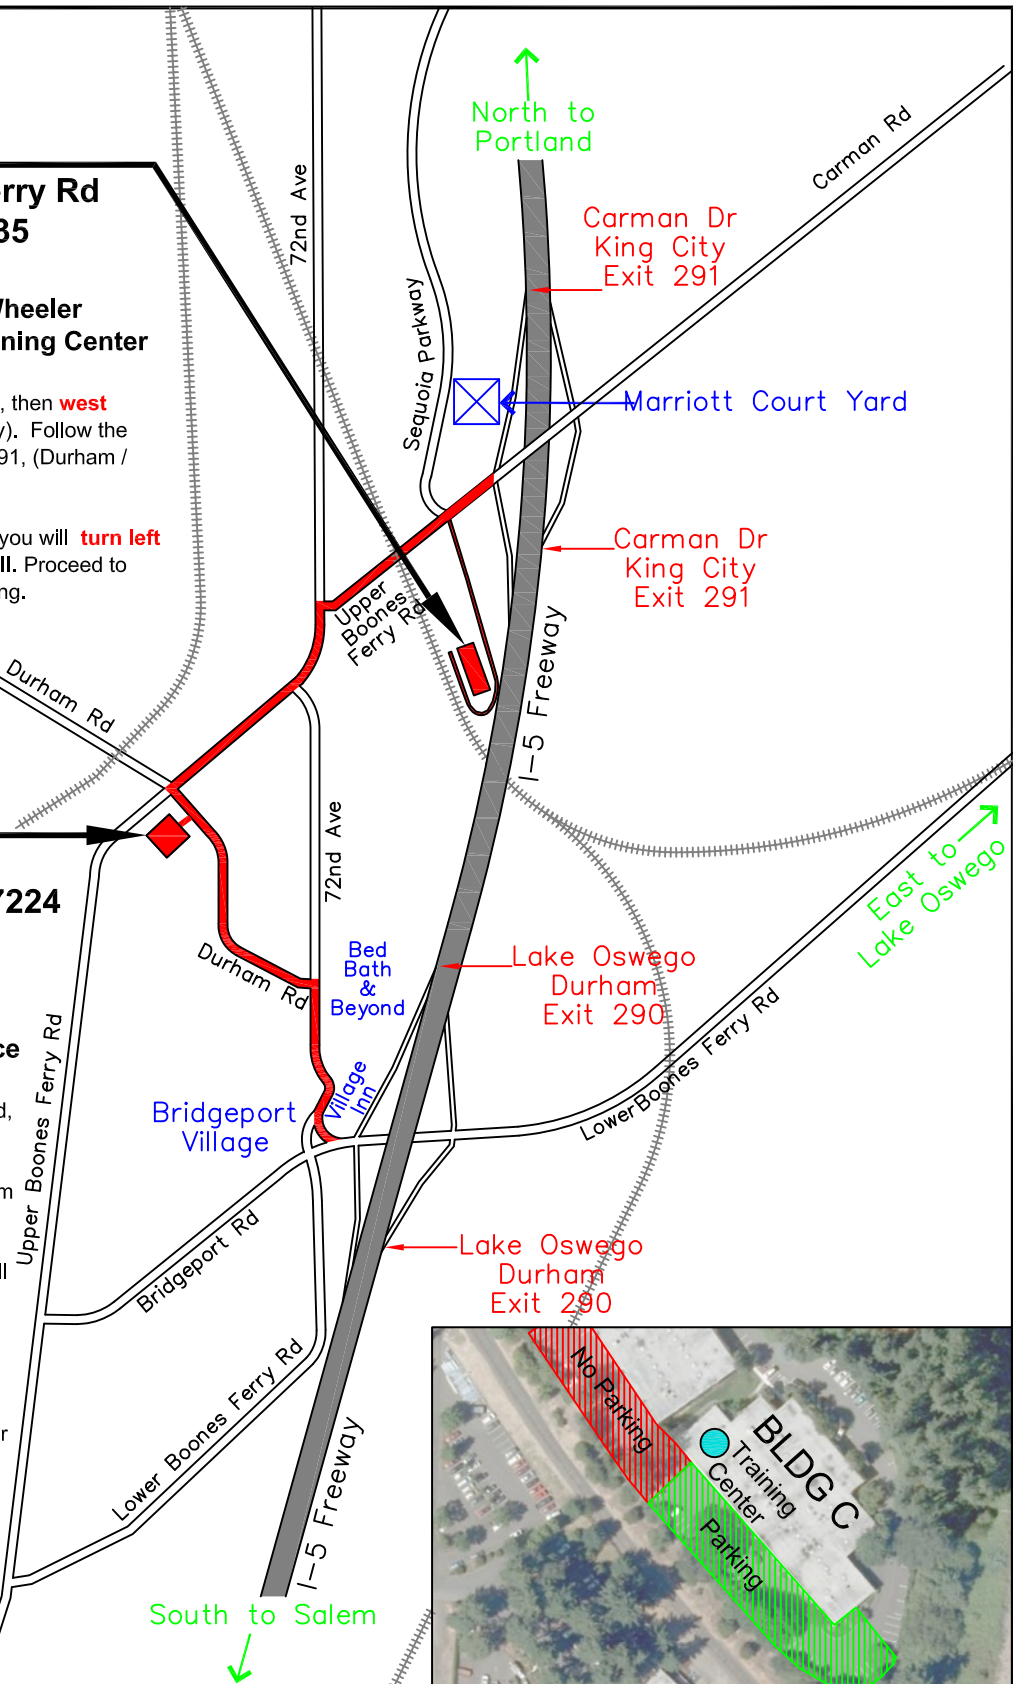 North to
Portland
Carman Rd
erry Rd
35
72nd Ave
Carman Dr
King City
Exit 291
Wheeler
ning Center
Sequoia Parkway
, then west
y). Follow the
91, (Durham /
Marriott Court Yard
you will turn left
ll. Proceed to
ng.
Carman Dr
King City
Exit 291
Upper
Boones
Ferry Rd
I-5 Freeway
Durham Rd
72nd Ave
East to
Lake Oswego
7224
Durham Rd
Bed
Bath
&
Beyond
Lake Oswego
Durham
Exit 290
ce
d,
m
ll
r
Upper Boones Ferry Rd
Village
Inn
Bridgeport
Village
Lower Boones Ferry Rd
Bridgeport Rd
Lake Oswego
Durham
Exit 290
Lower Boones Ferry Rd
I-5 Freeway
South to Salem
No Parking
BLDG C
Training
Center
Parking